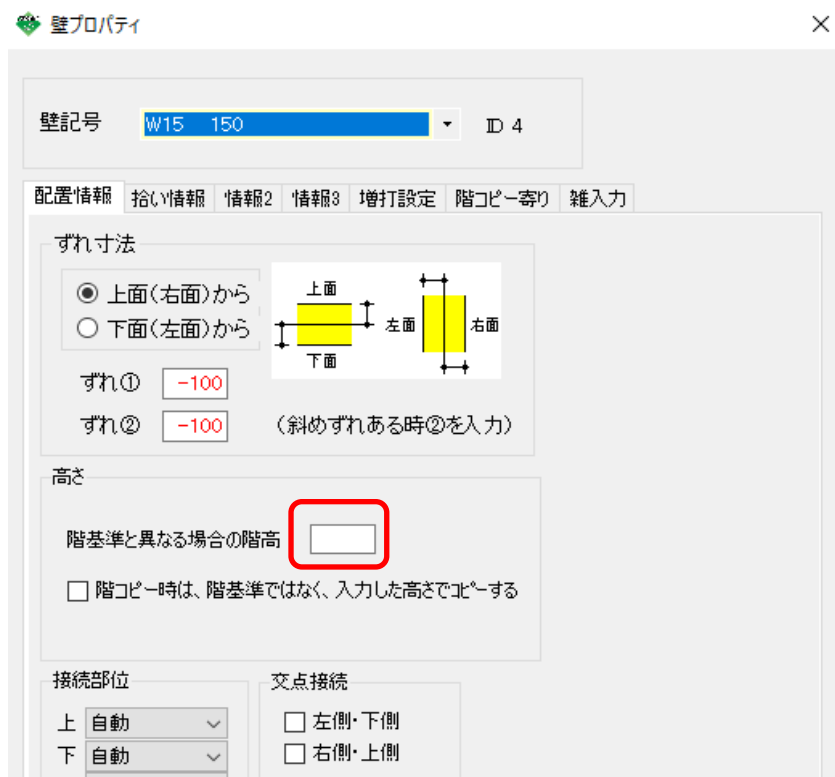 壁プロパティ
壁記号 W15 150 ID 4
配置情報 拾い情報 情報2 情報3 増打設定 階コピー寄り 雑入力
ずれ寸法
上面(右面)から
下面(左面)から
上面
下面
左面 右面
ずれ① -100
ずれ② -100 (斜めずれある時②を入力)
高さ
階基準と異なる場合の階高
階コピー時は、階基準ではなく、入力した高さでコピーする
接続部位
上 自動
下 自動
交点接続
左側・下側
右側・上側